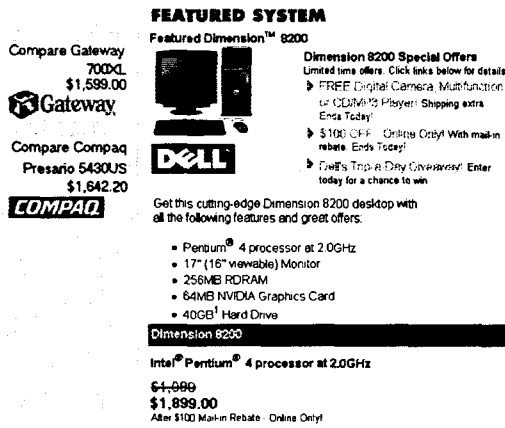 Compare Gateway
700XL
$1,599.00
Gateway
Compare Compaq
Presario 5430US
$1,642.20
COMPAQ
FEATURED SYSTEM
Featured Dimension™ 8200
DELL
Dimension 8200 Special Offers
Limited time offers. Click links below for details
FREE Digital Camera, Multifunction
or CD/MP3 Player! Shipping extra
Ends Today!
$100 OFF - Online Only! With mail-in
rebate. Ends Today!
Dell's Trip-a-Day Giveaway! Enter
today for a chance to win
Get this cutting-edge Dimension 8200 desktop with
all the following features and great offers:
• Pentium® 4 processor at 2.0GHz
• 17" (16" viewable) Monitor
• 256MB RDRAM
• 64MB NVIDIA Graphics Card
• 40GB¹ Hard Drive
Dimension 8200
Intel® Pentium® 4 processor at 2.0GHz
$1,899.00
After $100 Mail-in Rebate - Online Only!